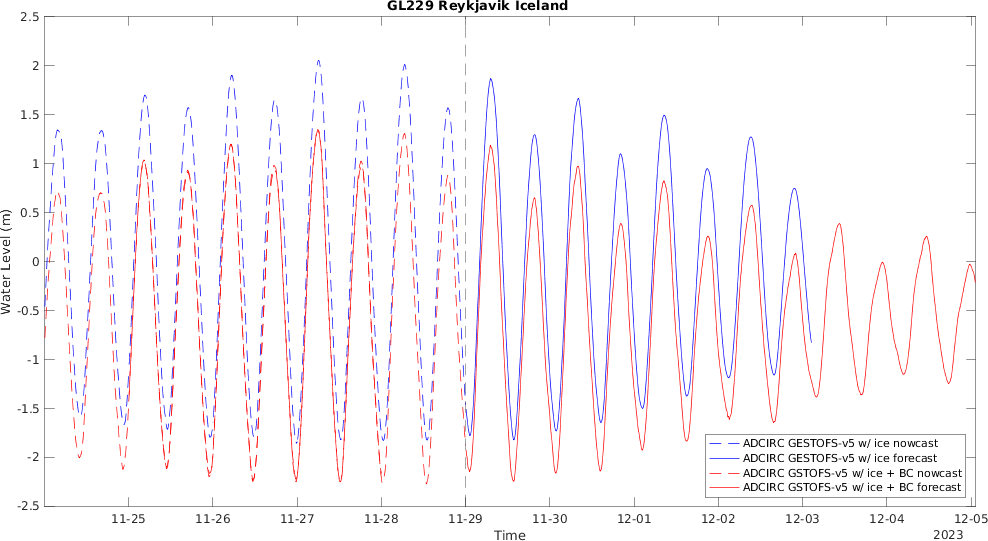 GL229 Reykjavik Iceland
2.5
2
1.5
1
0.5
0
-0.5
-1
-1.5
-2
-2.5
Water Level (m)
ADCIRC GESTOFS-v5 w/ ice nowcast
ADCIRC GESTOFS-v5 w/ ice forecast
ADCIRC GSTOFS-v5 w/ ice + BC nowcast
ADCIRC GSTOFS-v5 w/ ice + BC forecast
11-25 11-26 11-27 11-28 11-29 11-30 12-01 12-02 12-03 12-04 12-05
Time
2023